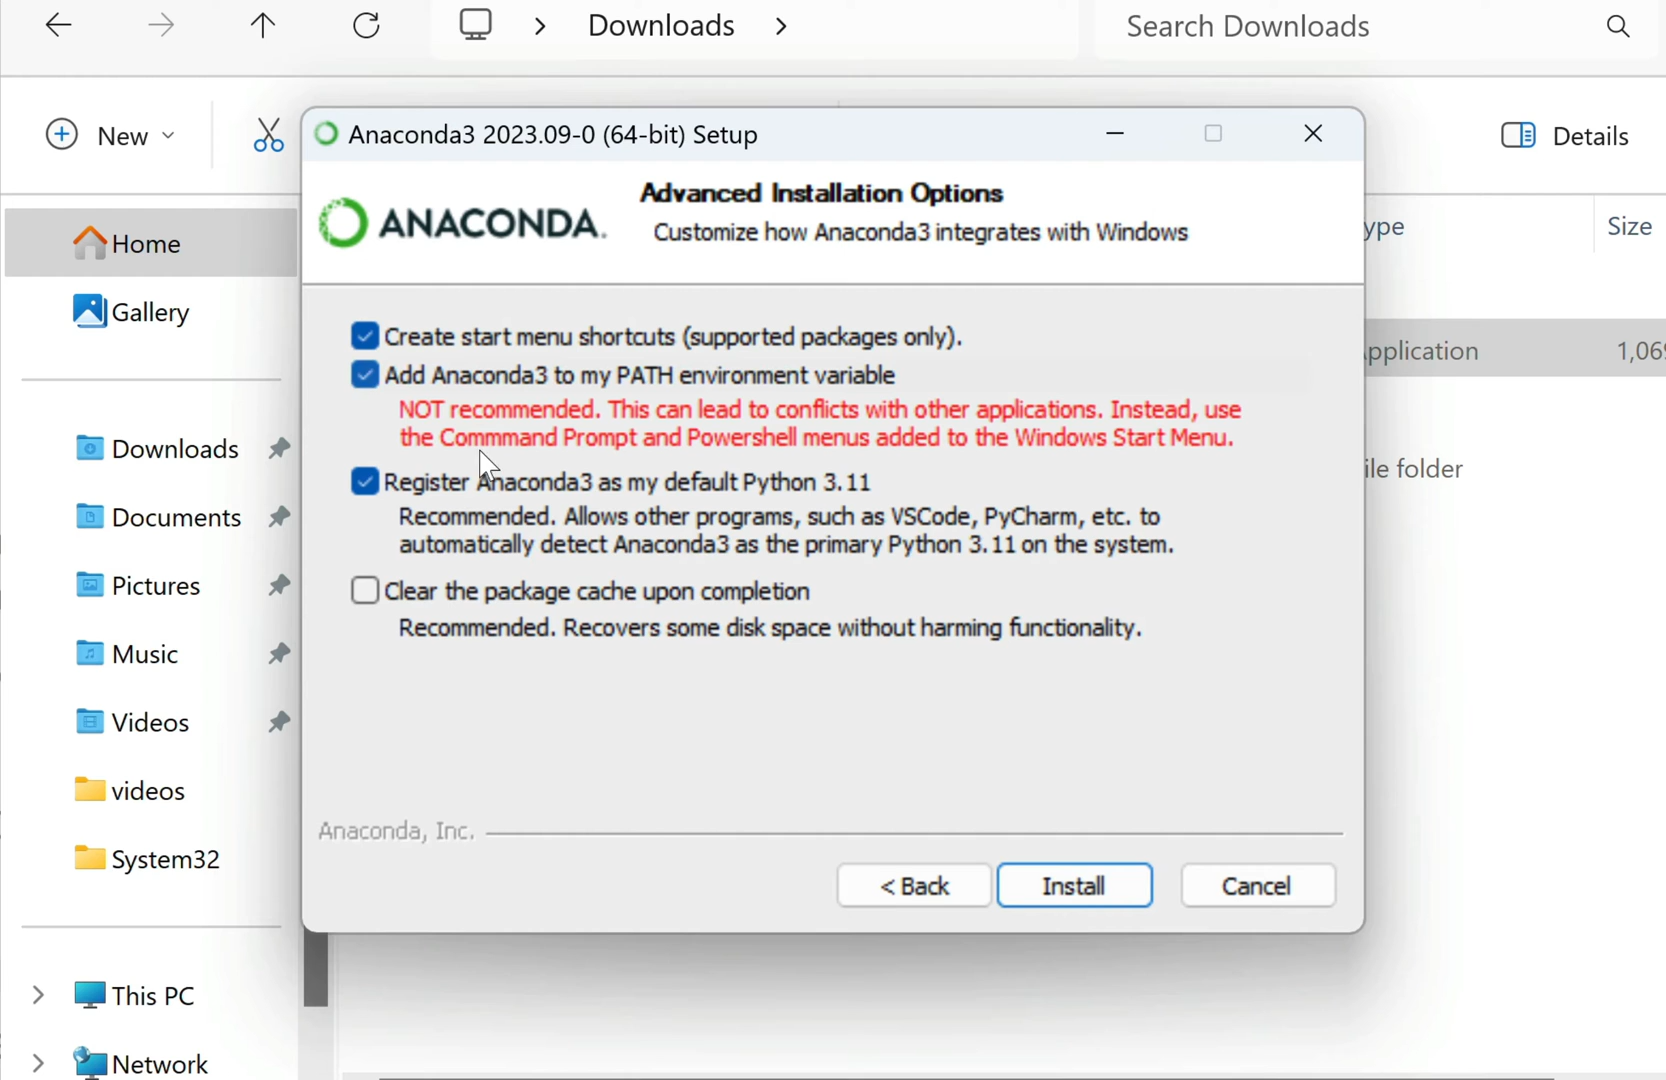 Downloads
Search Downloads
New
Details
Anaconda3 2023.09-0 (64-bit) Setup
ANACONDA.
Advanced Installation Options
Customize how Anaconda3 integrates with Windows
ype
Size
Home
Gallery
Create start menu shortcuts (supported packages only).
Add Anaconda3 to my PATH environment variable
NOT recommended. This can lead to conflicts with other applications. Instead, use
the Commmand Prompt and Powershell menus added to the Windows Start Menu.
Register Anaconda3 as my default Python 3.11
Recommended. Allows other programs, such as VSCode, PyCharm, etc. to
automatically detect Anaconda3 as the primary Python 3.11 on the system.
Clear the package cache upon completion
Recommended. Recovers some disk space without harming functionality.
pplication
1,06
ile folder
Downloads
Documents
Pictures
Music
Videos
videos
System32
Anaconda, Inc.
< Back
Install
Cancel
This PC
Network